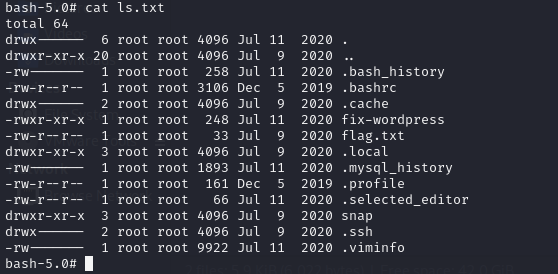 bash-5.0# cat ls.txt
total 64
drwx------  6 root root 4096 Jul 11  2020 .
drwxr-xr-x 20 root root 4096 Jul  9  2020 ..
-rw-------  1 root root  258 Jul 11  2020 .bash_history
-rw-r--r--  1 root root 3106 Dec  5  2019 .bashrc
drwx------  2 root root 4096 Jul  9  2020 .cache
-rwxr-xr-x  1 root root  248 Jul 11  2020 fix-wordpress
-rw-r--r--  1 root root   33 Jul  9  2020 flag.txt
drwxr-xr-x  3 root root 4096 Jul  9  2020 .local
-rw-------  1 root root 1893 Jul 11  2020 .mysql_history
-rw-r--r--  1 root root  161 Dec  5  2019 .profile
-rw-r--r--  1 root root   66 Jul 11  2020 .selected_editor
drwxr-xr-x  3 root root 4096 Jul  9  2020 snap
drwx------  2 root root 4096 Jul  9  2020 .ssh
-rw-------  1 root root 9922 Jul 11  2020 .viminfo
bash-5.0#